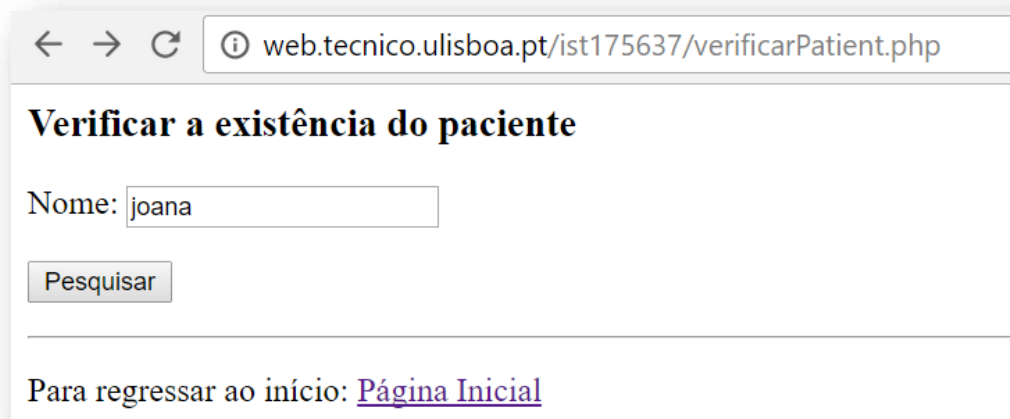 web.tecnico.ulisboa.pt/ist175637/verificarPatient.php
Verificar a existência do paciente
Nome: joana
Pesquisar
Para regressar ao início: Página Inicial